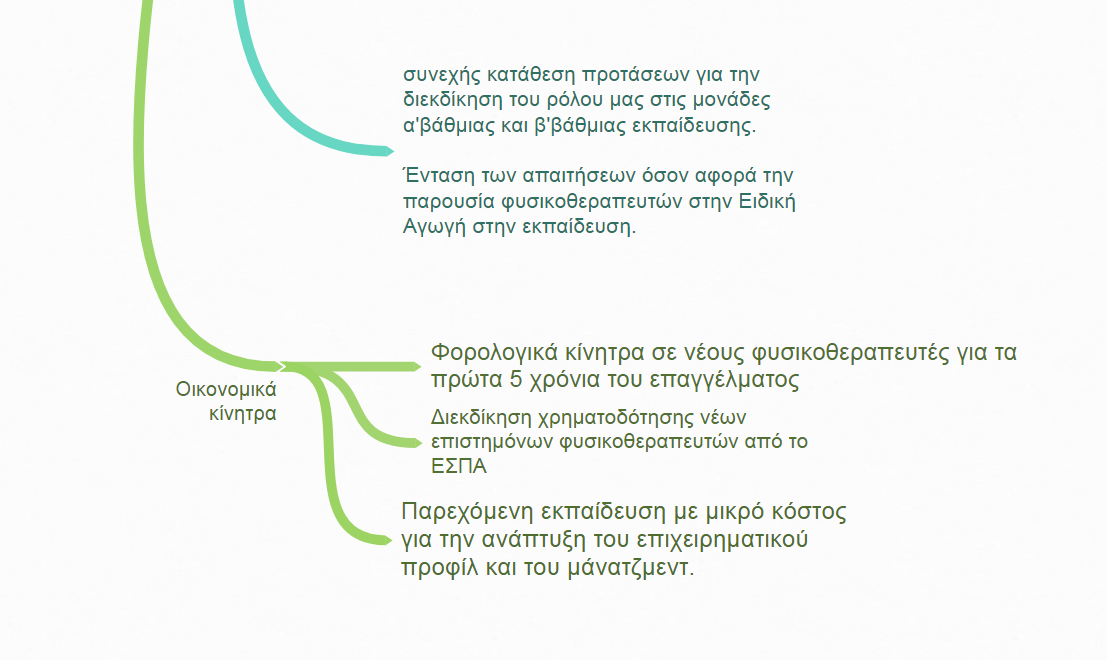 συνεχής κατάθεση προτάσεων για την
διεκδίκηση του ρόλου μας στις μονάδες
α'βάθμιας και β'βάθμιας εκπαίδευσης.
Ένταση των απαιτήσεων όσον αφορά την
παρουσία φυσικοθεραπευτών στην Ειδική
Αγωγή στην εκπαίδευση.
Οικονομικά
κίνητρα
Φορολογικά κίνητρα σε νέους φυσικοθεραπευτές για τα
πρώτα 5 χρόνια του επαγγέλματος
Διεκδίκηση χρηματοδότησης νέων
επιστημόνων φυσικοθεραπευτών από το
ΕΣΠΑ
Παρεχόμενη εκπαίδευση με μικρό κόστος
για την ανάπτυξη του επιχειρηματικού
προφίλ και του μάνατζμεντ.